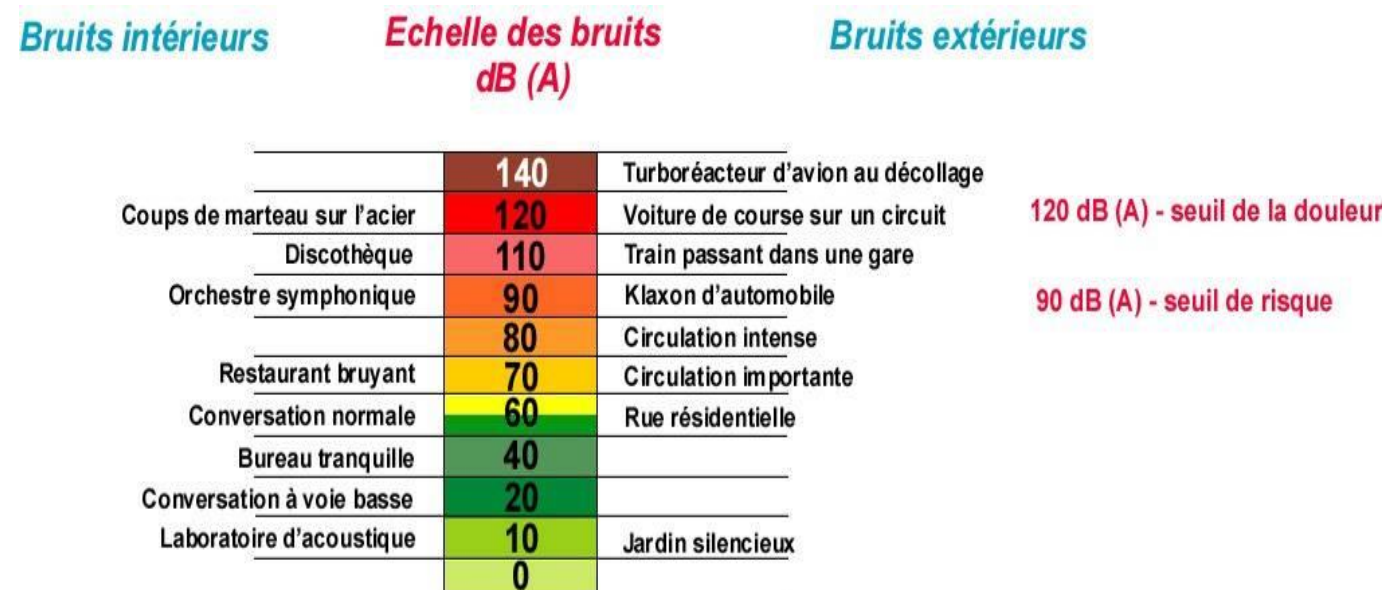 Bruits intérieurs Echelle des bruits Bruits extérieurs
dB (A)
140 Turboréacteur d'avion au décollage
Coups de marteau sur l'acier 120 Voiture de course sur un circuit 120 dB (A) - seuil de la douleur
Discothèque 110 Train passant dans une gare
Orchestre symphonique 90 Klaxon d'automobile 90 dB (A) - seuil de risque
80 Circulation intense
Restaurant bruyant 70 Circulation importante
Conversation normale 60 Rue résidentielle
Bureau tranquille 40
Conversation à voie basse 20
Laboratoire d'acoustique 10 Jardin silencieux
0